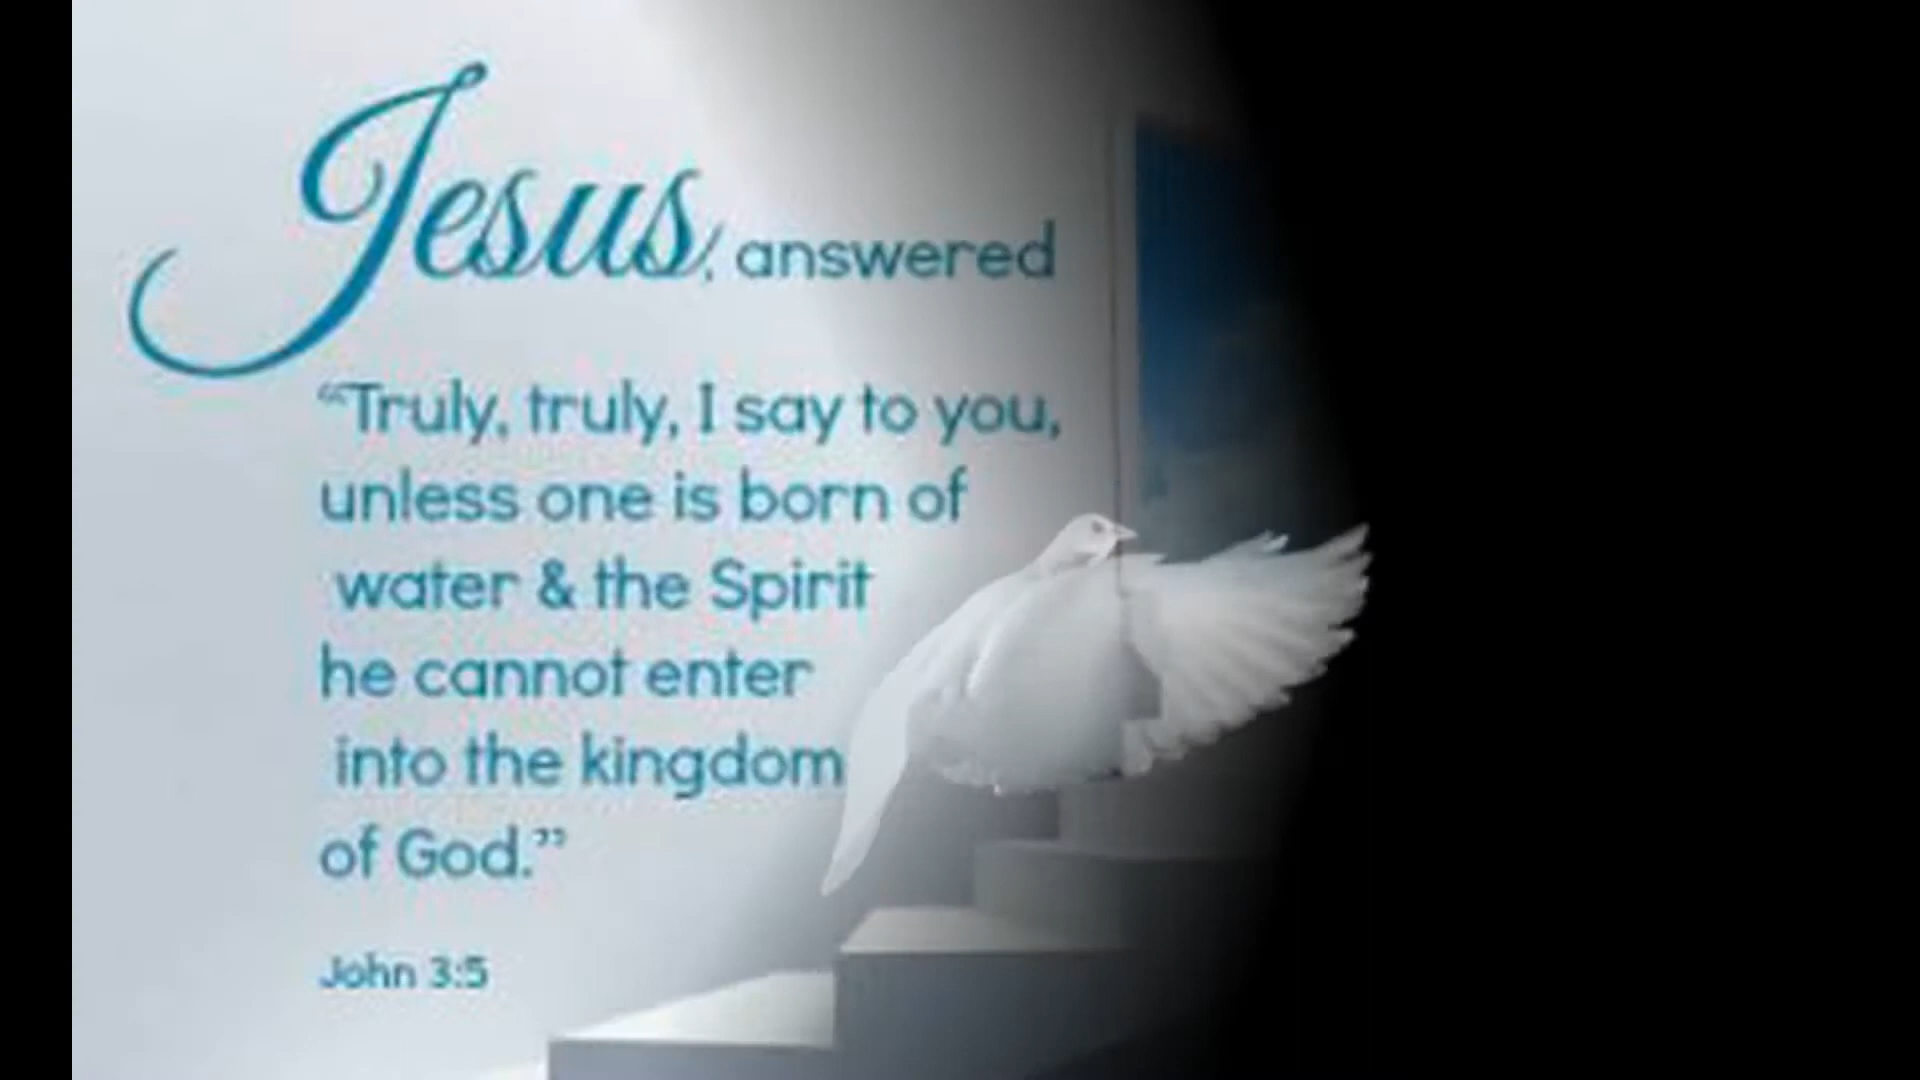 Jesus, answered
“Truly, truly, I say to you,
unless one is born of
water & the Spirit
he cannot enter
into the kingdom
of God.”
John 3:5